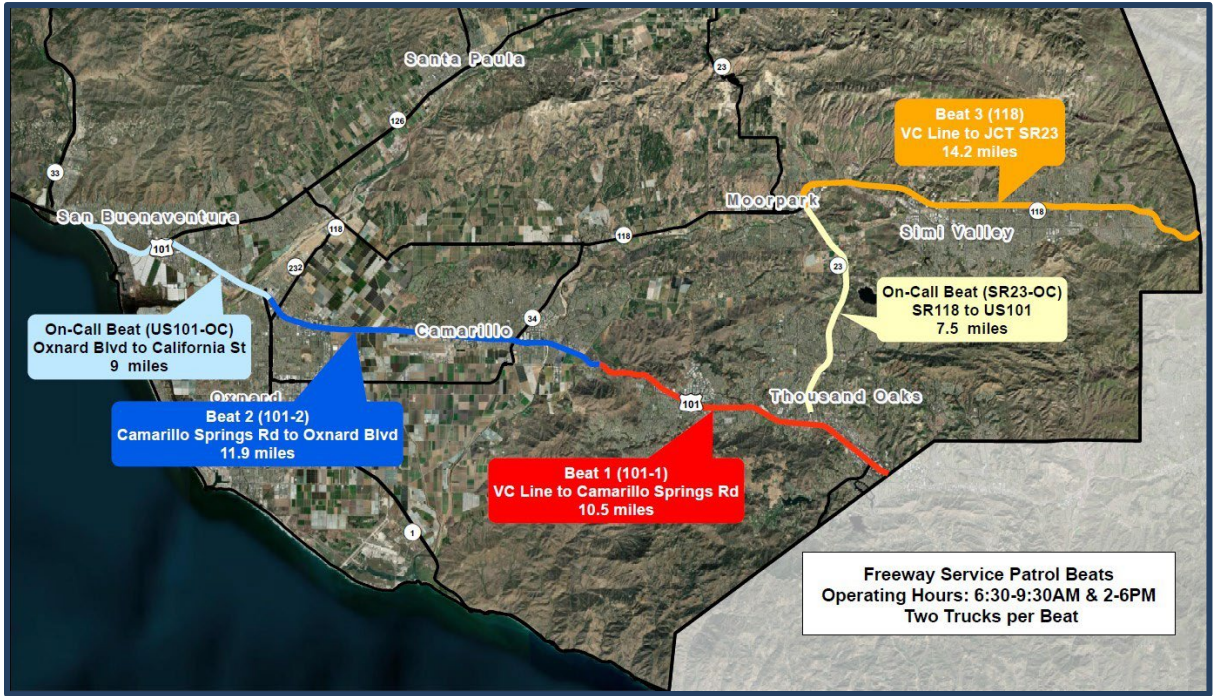 Santa Paula
23
126
33
Beat 3 (118)
VC Line to JCT SR23
14.2 miles
San Buenaventura
Moorpark
118
101
118
118
Simi Valley
232
23
On-Call Beat (SR23-OC)
SR118 to US101
7.5 miles
On-Call Beat (US101-OC)
Oxnard Blvd to California St
9 miles
Camarillo
34
Oxnard
Thousand Oaks
101
Beat 2 (101-2)
Camarillo Springs Rd to Oxnard Blvd
11.9 miles
Beat 1 (101-1)
VC Line to Camarillo Springs Rd
10.5 miles
1
Freeway Service Patrol Beats
Operating Hours: 6:30-9:30AM & 2-6PM
Two Trucks per Beat